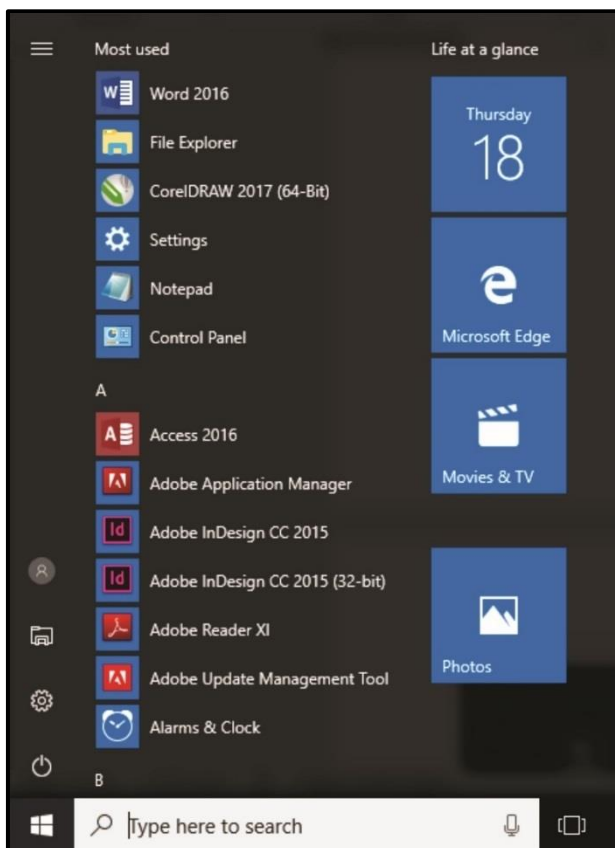 Most used
Word 2016
File Explorer
CorelDRAW 2017 (64-Bit)
Settings
Notepad
Control Panel
A
Access 2016
Adobe Application Manager
Adobe InDesign CC 2015
Adobe InDesign CC 2015 (32-bit)
Adobe Reader XI
Adobe Update Management Tool
Alarms & Clock
B
Life at a glance
Thursday
18
Microsoft Edge
Movies & TV
Photos
Type here to search